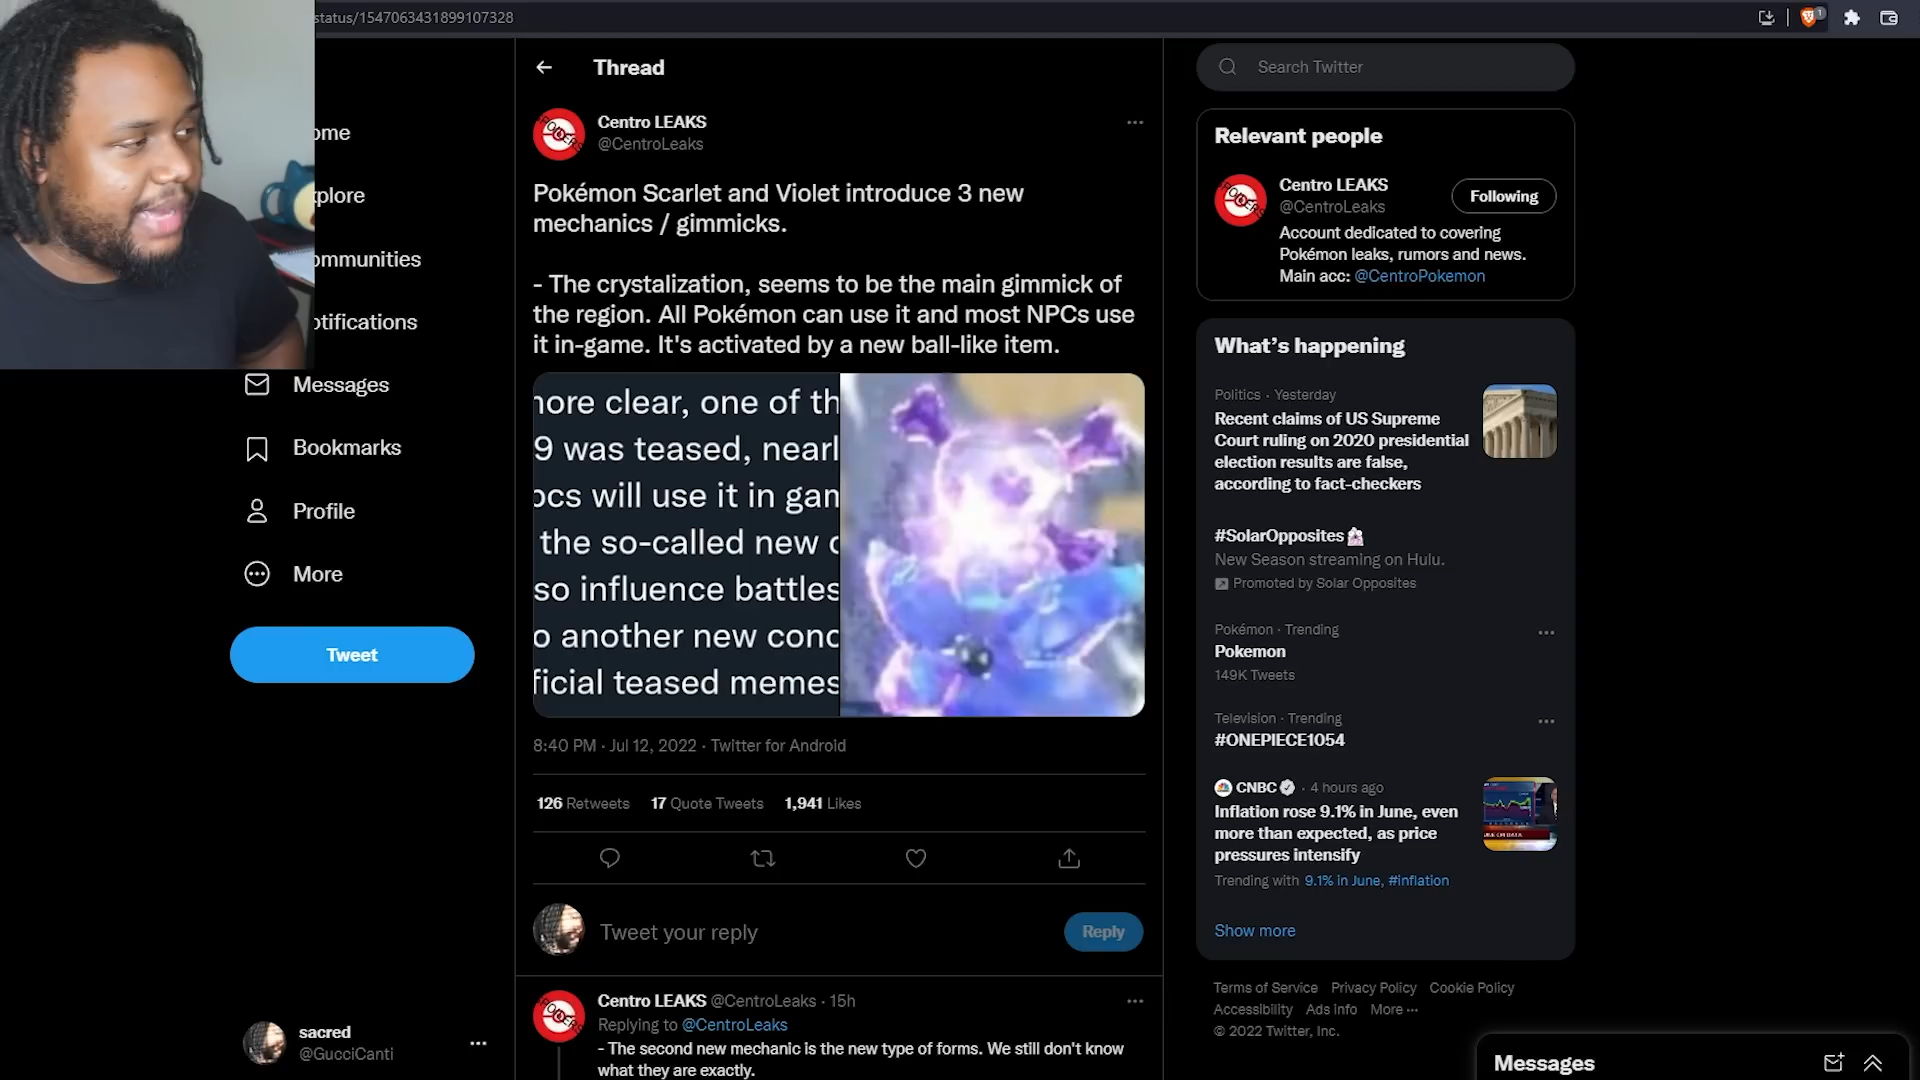 status/1547063431899107328
Thread
Search Twitter
Centro LEAKS
@CentroLeaks
Pokémon Scarlet and Violet introduce 3 new
mechanics / gimmicks.
- The crystalization, seems to be the main gimmick of
the region. All Pokémon can use it and most NPCs use
it in-game. It's activated by a new ball-like item.
nore clear, one of th
9 was teased, nearl
ocs will use it in gam
the so-called new c
so influence battles
o another new conc
ficial teased memes
8:40 PM · Jul 12, 2022 · Twitter for Android
126 Retweets 17 Quote Tweets 1,941 Likes
Tweet your reply
Reply
Centro LEAKS @CentroLeaks · 15h
Replying to @CentroLeaks
- The second new mechanic is the new type of forms. We still don't know
what they are exactly.
ome
xplore
ommunities
otifications
Messages
Bookmarks
Profile
More
Tweet
sacred
@GucciCanti
Relevant people
Centro LEAKS
@CentroLeaks
Following
Account dedicated to covering
Pokémon leaks, rumors and news.
Main acc: @CentroPokemon
What's happening
Politics · Yesterday
Recent claims of US Supreme
Court ruling on 2020 presidential
election results are false,
according to fact-checkers
#SolarOpposites
New Season streaming on Hulu.
Promoted by Solar Opposites
Pokémon · Trending
Pokemon
149K Tweets
Television · Trending
#ONEPIECE1054
CNBC · 4 hours ago
Inflation rose 9.1% in June, even
more than expected, as price
pressures intensify
Trending with 9.1% in June, #inflation
Show more
Terms of Service Privacy Policy Cookie Policy
Accessibility Ads info More
© 2022 Twitter, Inc.
Messages